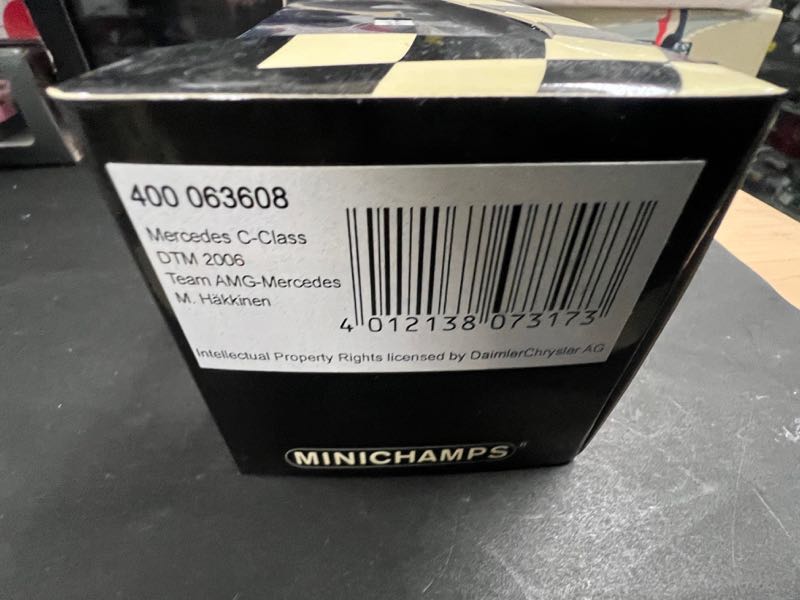 400 063608
Mercedes C-Class
DTM 2006
Team AMG-Mercedes
M. Häkkinen
4 012138 073173
Intellectual Property Rights licensed by DaimlerChrysler AG
MINICHAMPS®